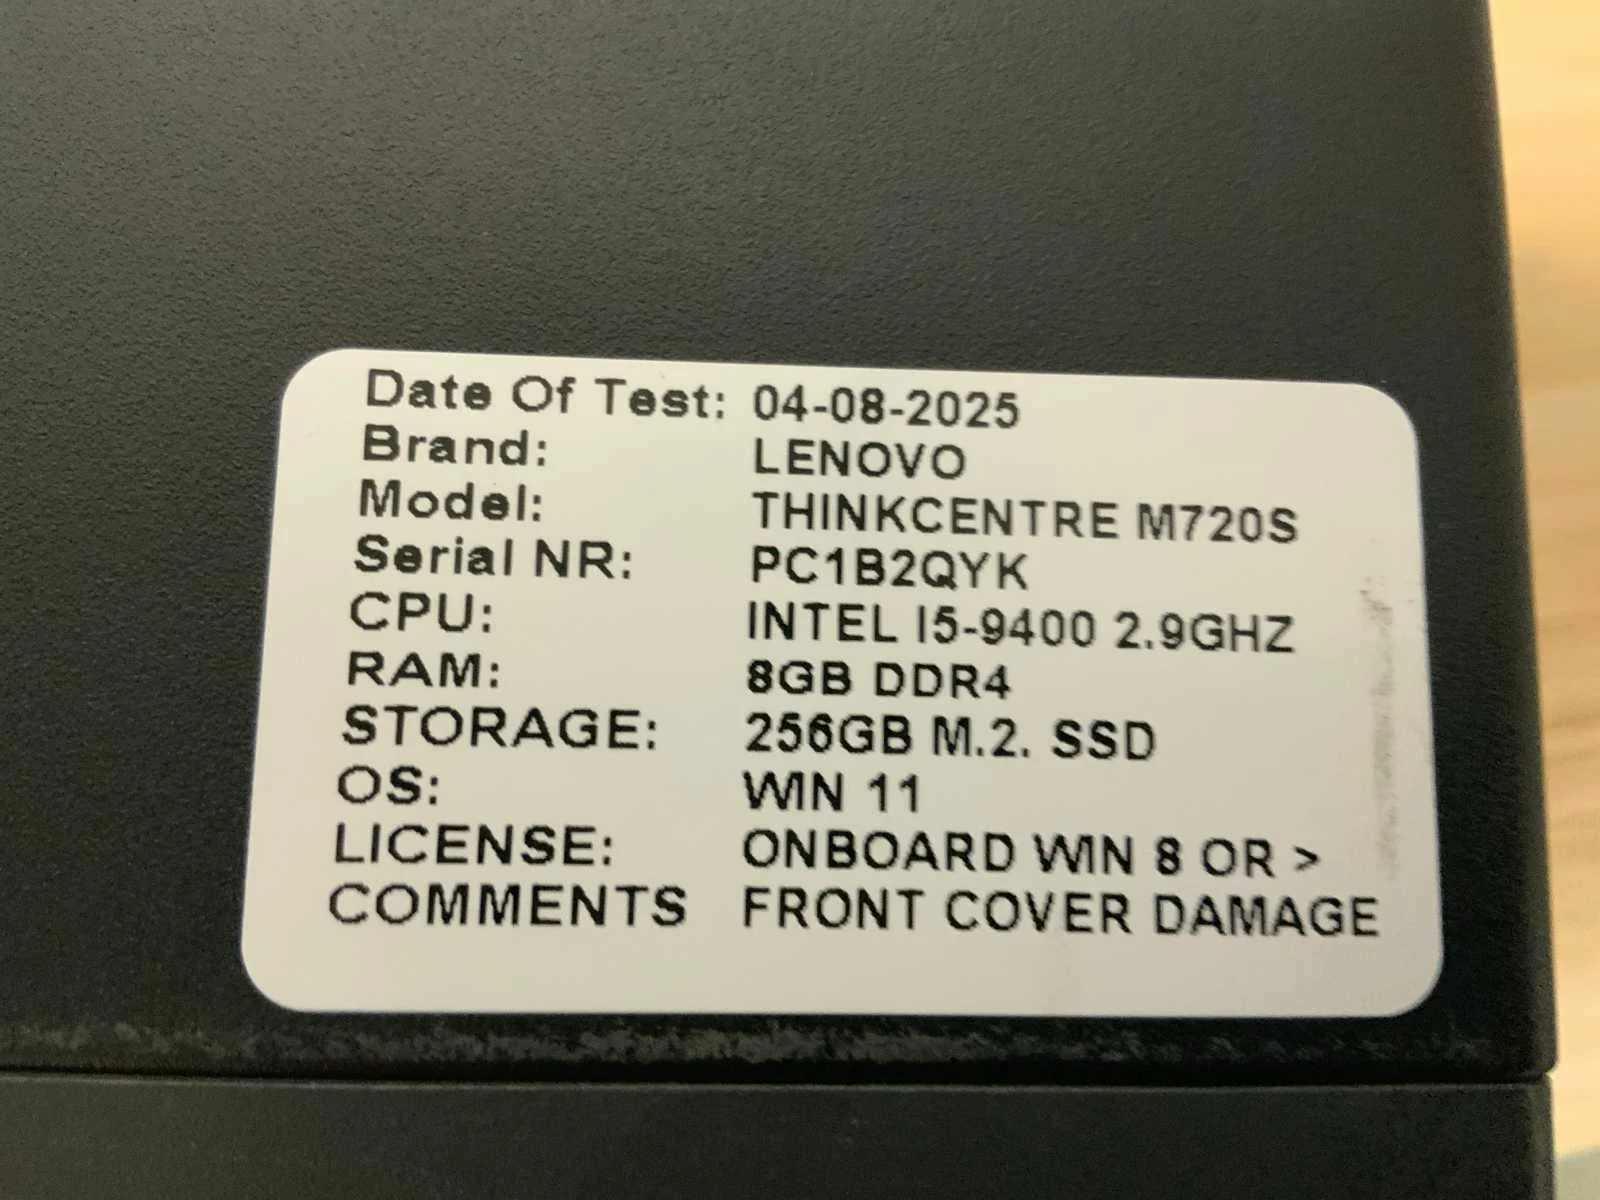 Date Of Test: 04-08-2025
Brand: LENOVO
Model: THINKCENTRE M720S
Serial NR: PC1B2QYK
CPU: INTEL I5-9400 2.9GHZ
RAM: 8GB DDR4
STORAGE: 256GB M.2. SSD
OS: WIN 11
LICENSE: ONBOARD WIN 8 OR >
COMMENTS FRONT COVER DAMAGE